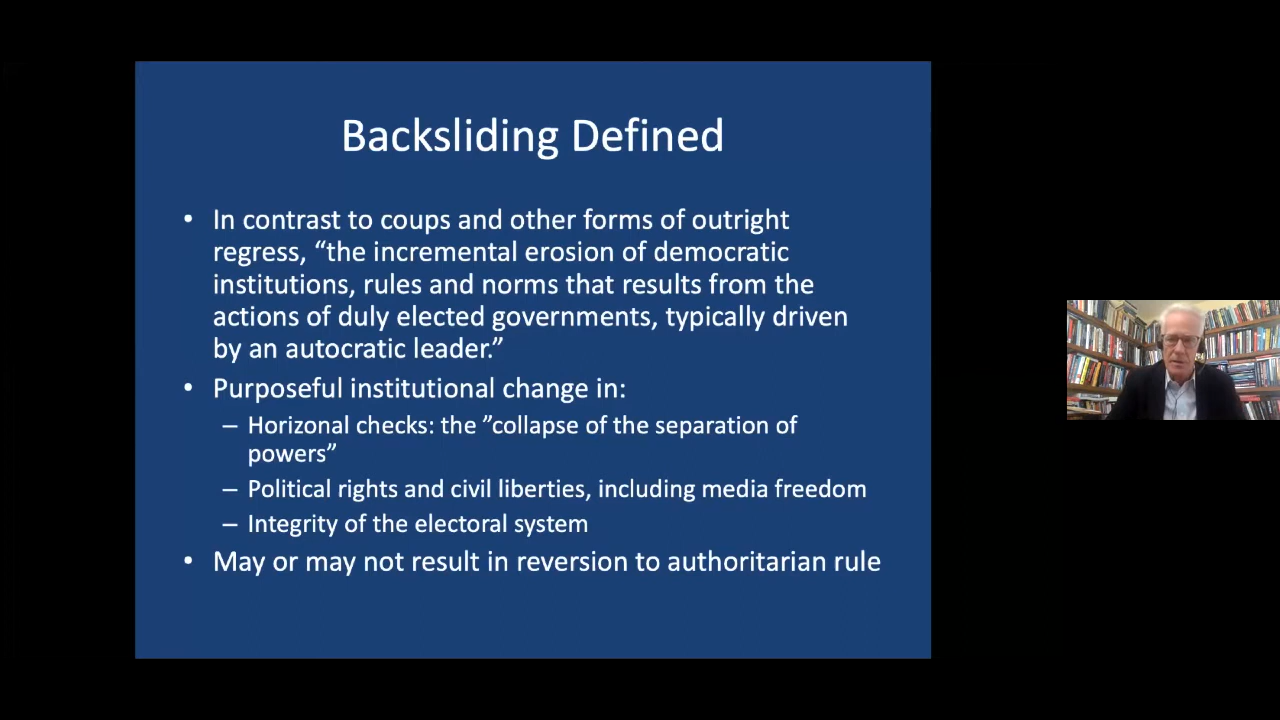 Backsliding Defined
• In contrast to coups and other forms of outright
regress, “the incremental erosion of democratic
institutions, rules and norms that results from the
actions of duly elected governments, typically driven
by an autocratic leader.”
• Purposeful institutional change in:
– Horizonal checks: the ”collapse of the separation of
powers”
– Political rights and civil liberties, including media freedom
– Integrity of the electoral system
• May or may not result in reversion to authoritarian rule